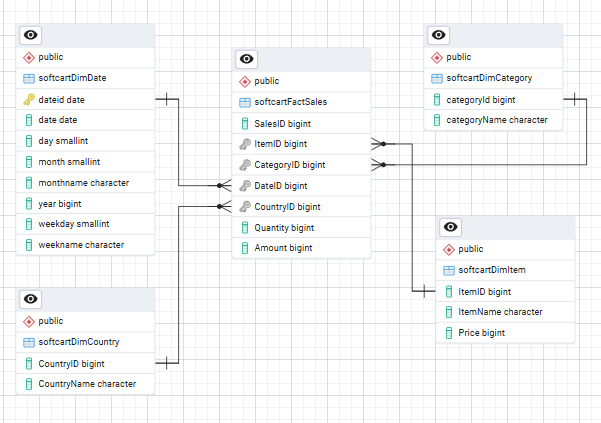 public
softcartDimDate
dateid date
date date
day smallint
month smallint
monthname character
year bigint
weekday smallint
weekname character
public
softcartDimCountry
CountryID bigint
CountryName character
public
softcartFactSales
SalesID bigint
ItemID bigint
CategoryID bigint
DateID bigint
CountryID bigint
Quantity bigint
Amount bigint
public
softcartDimCategory
categoryId bigint
categoryName character
public
softcartDimItem
ItemID bigint
ItemName character
Price bigint